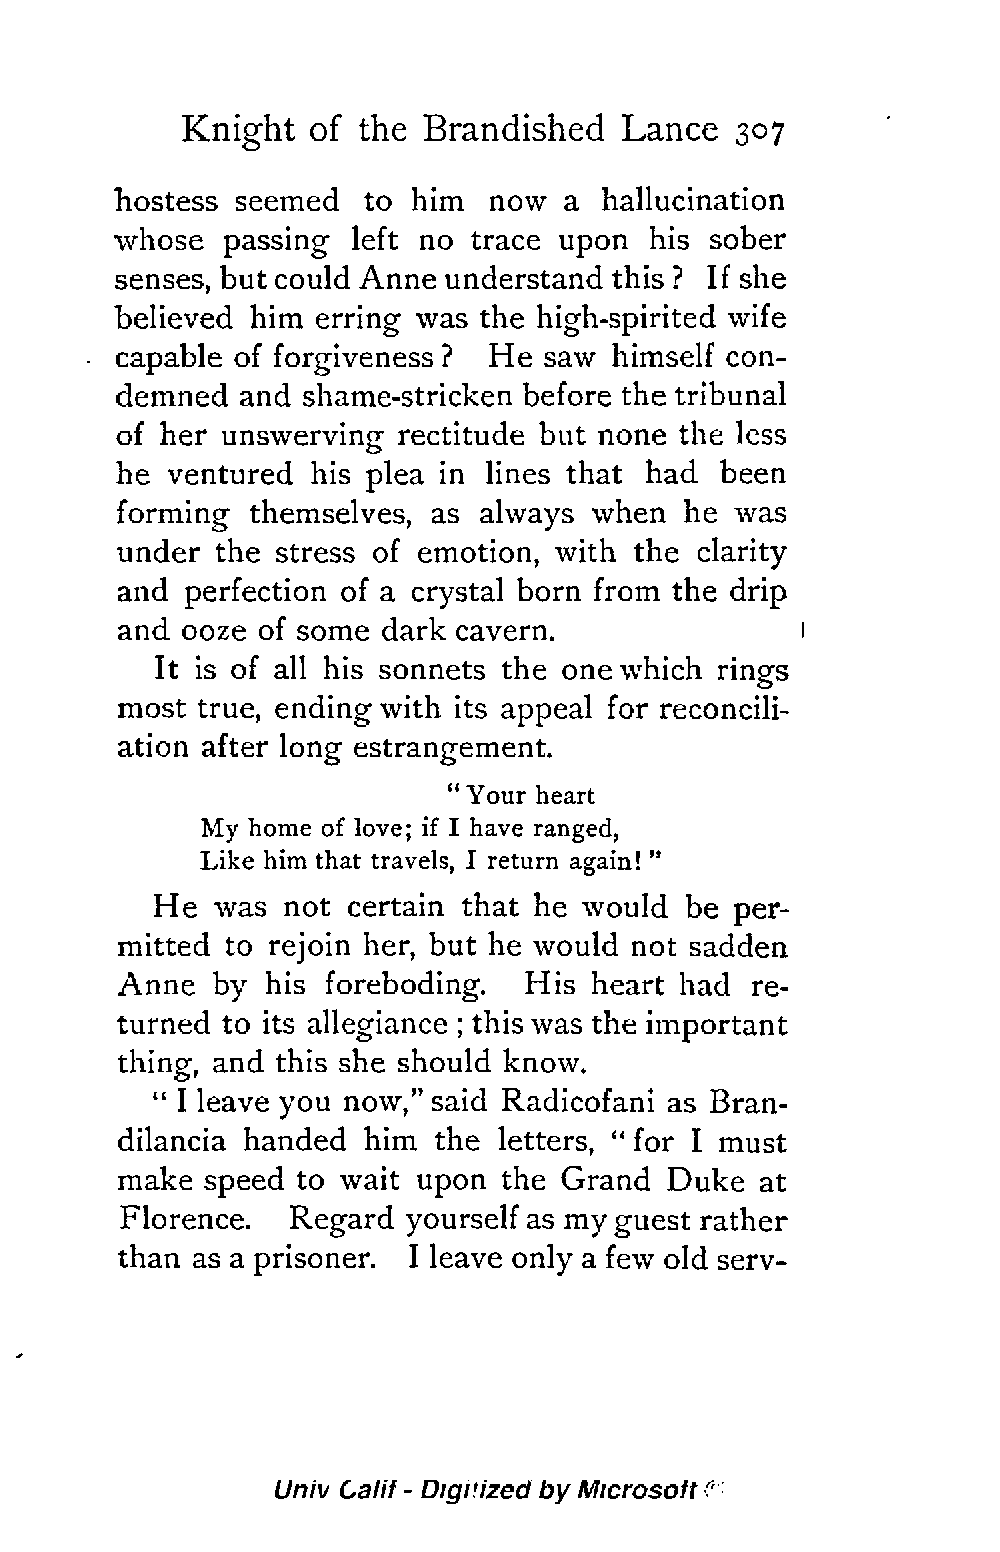 Knight of the Brandished Lance 307
hostess seemed to him now a hallucination
whose passing left no trace upon his sober
senses, but could Anne understand this? If she
believed him erring was the high-spirited wife
capable of forgiveness? He saw himself con-
demned and shame-stricken before the tribunal
of her unswerving rectitude but none the less
he ventured his plea in lines that had been
forming themselves, as always when he was
under the stress of emotion, with the clarity
and perfection of a crystal born from the drip
and ooze of some dark cavern.
It is of all his sonnets the one which rings
most true, ending with its appeal for reconcili-
ation after long estrangement.
"Your heart
My home of love; if I have ranged,
Like him that travels, I return again!"
He was not certain that he would be per-
mitted to rejoin her, but he would not sadden
Anne by his foreboding. His heart had re-
turned to its allegiance; this was the important
thing, and this she should know.
"I leave you now," said Radicofani as Bran-
dilancia handed him the letters, "for I must
make speed to wait upon the Grand Duke at
Florence. Regard yourself as my guest rather
than as a prisoner. I leave only a few old serv-
Univ Calif - Digitized by Microsoft ®